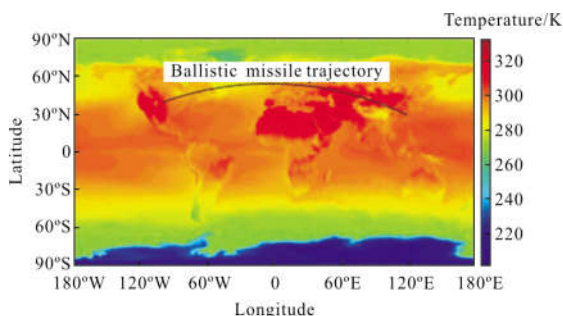 Temperature/K
90ºN
60ºN
30ºN
0
30ºS
60ºS
90ºS
Latitude
Ballistic missile trajectory
320
300
280
260
240
220
180ºW 120ºW 60ºW 0 60ºE 120ºE 180ºE
Longitude